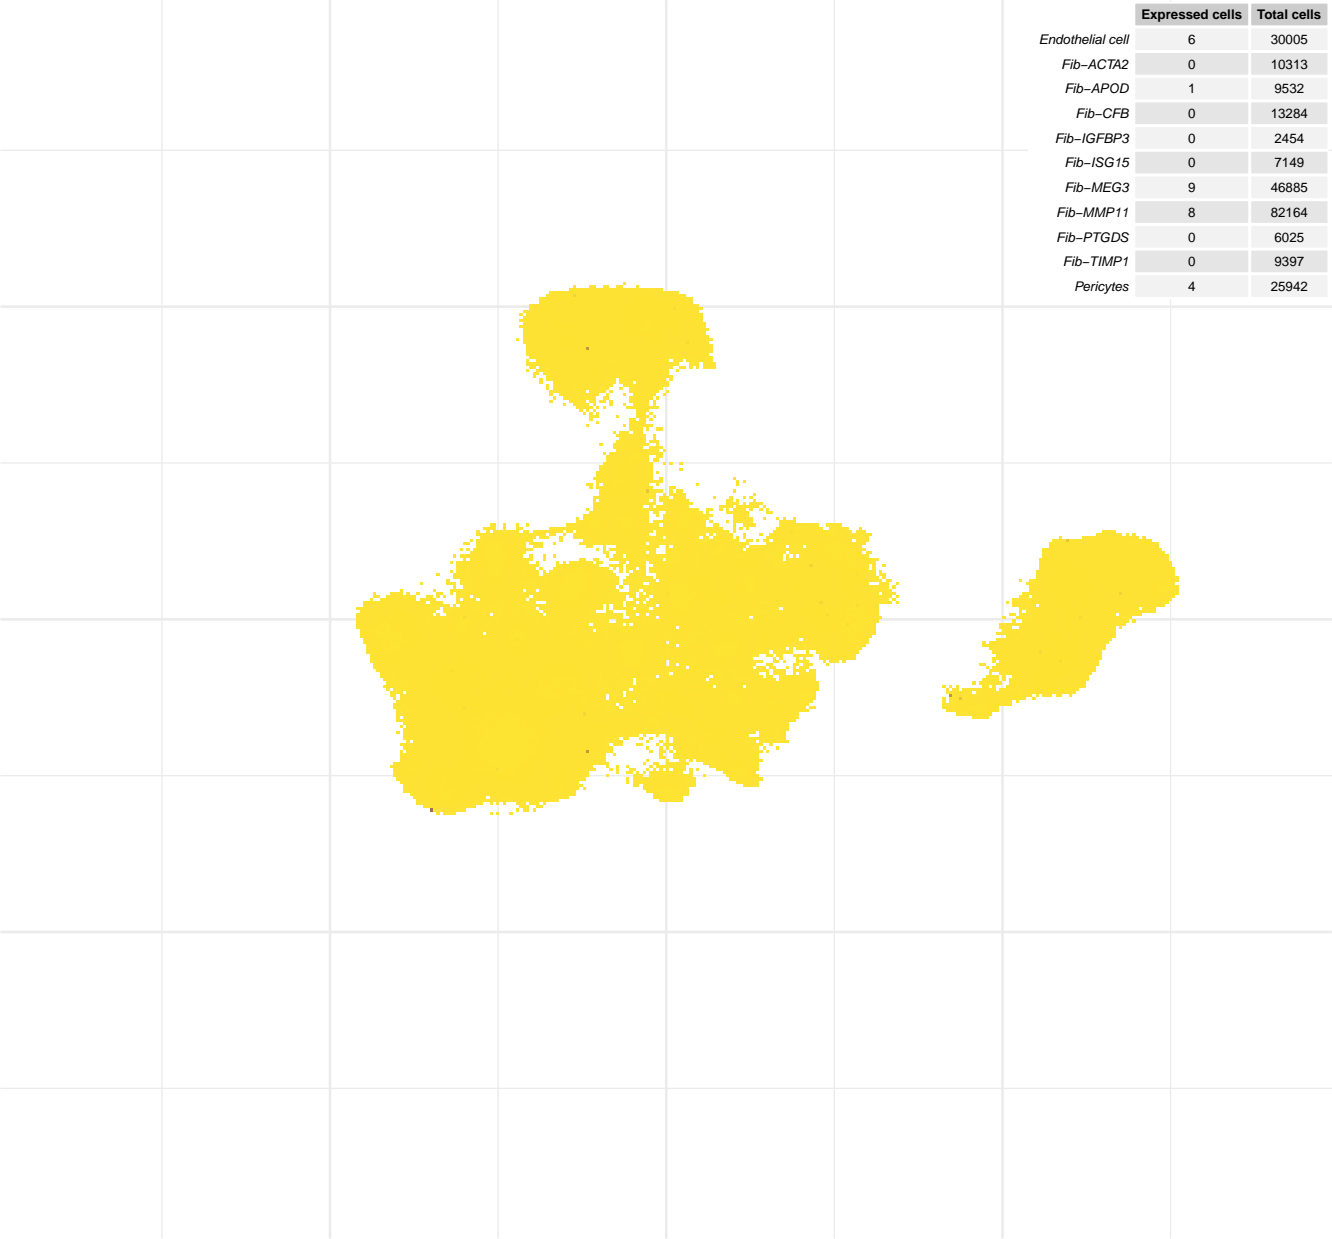 Expressed cells Total cells
Endothelial cell 6 30005
Fib−ACTA2 0 10313
Fib−APOD 1 9532
Fib−CFB 0 13284
Fib−IGFBP3 0 2454
Fib−ISG15 0 7149
Fib−MEG3 9 46885
Fib−MMP11 8 82164
Fib−PTGDS 0 6025
Fib−TIMP1 0 9397
Pericytes 4 25942